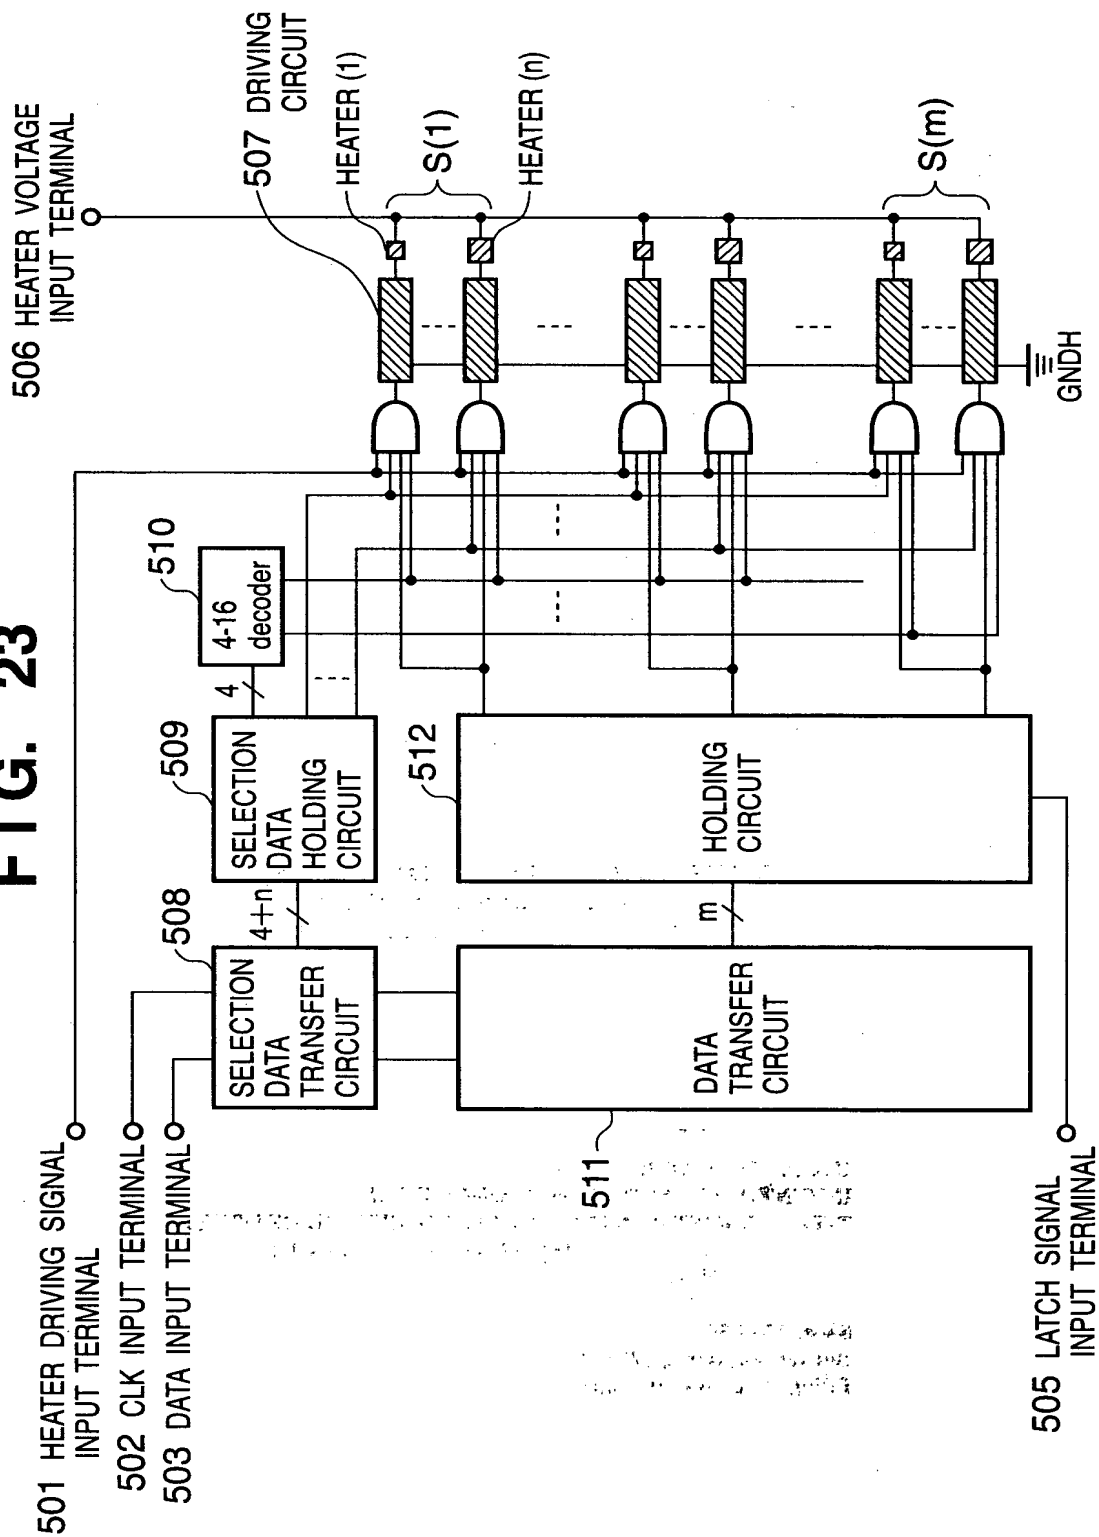 FIG. 23
501 HEATER DRIVING SIGNAL
INPUT TERMINAL
502 CLK INPUT TERMINAL
503 DATA INPUT TERMINAL
506 HEATER VOLTAGE
INPUT TERMINAL
507 DRIVING
CIRCUIT
HEATER (1)
S(1)
HEATER (n)
S(m)
GNDH
510
4-16
decoder
4
509
SELECTION
DATA
HOLDING
CIRCUIT
4+n
508
SELECTION
DATA
TRANSFER
CIRCUIT
512
HOLDING
CIRCUIT
m
DATA
TRANSFER
CIRCUIT
511
505 LATCH SIGNAL
INPUT TERMINAL